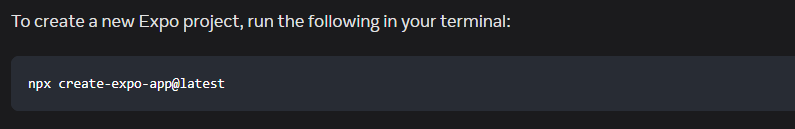 To create a new Expo project, run the following in your terminal:
npx create-expo-app@latest